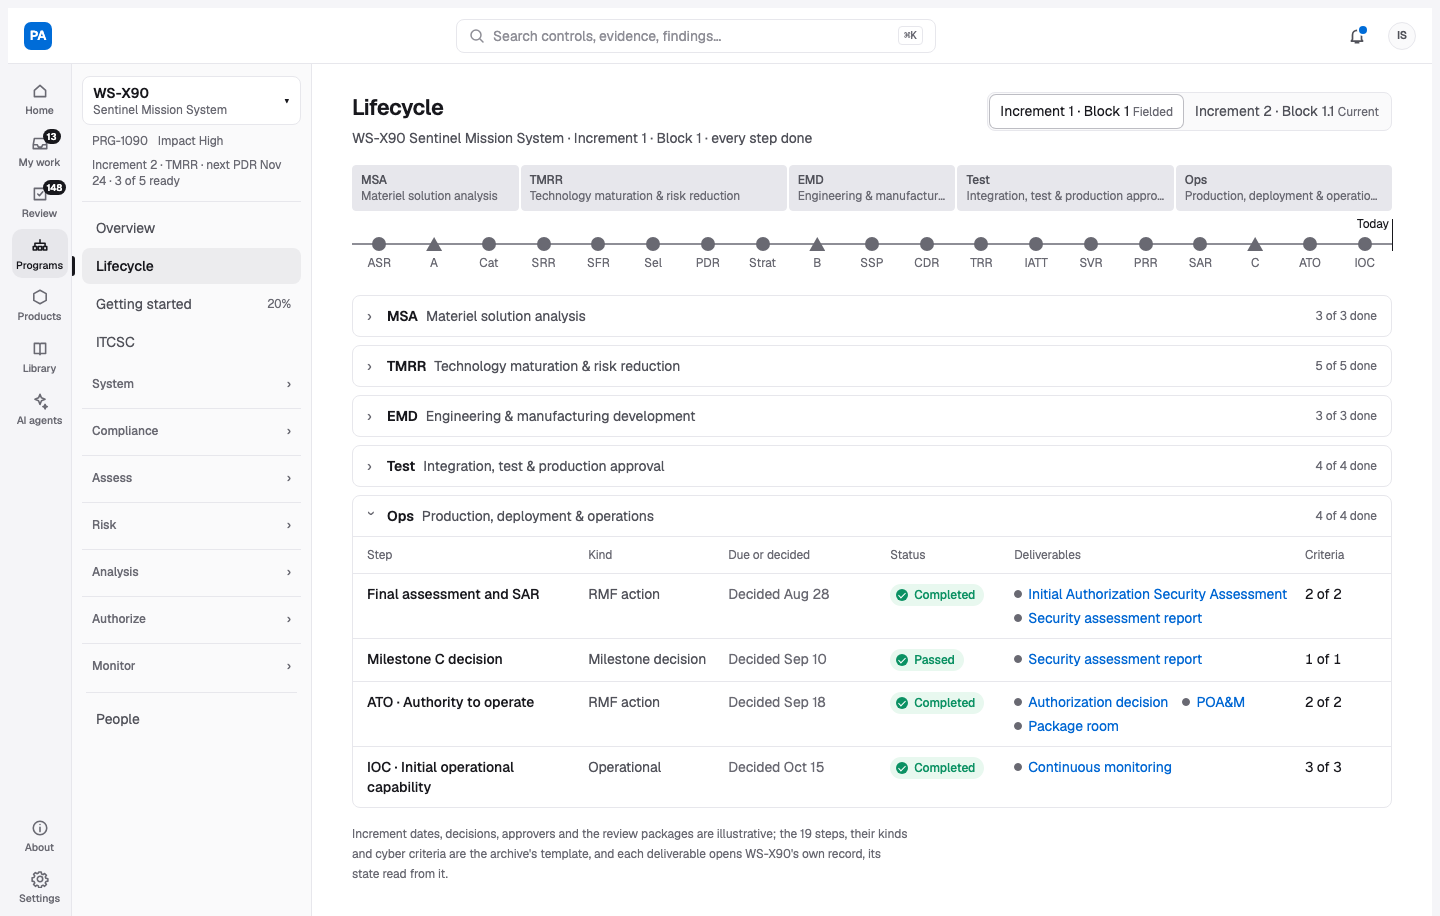 PA
Search controls, evidence, findings...
⌘K
IS
Home
13
My work
148
Review
Programs
Products
Library
AI agents
About
Settings
WS-X90
Sentinel Mission System
PRG-1090 Impact High
Increment 2 · TMRR · next PDR Nov
24 · 3 of 5 ready
Overview
Lifecycle
Getting started 20%
ITCSC
System
Compliance
Assess
Risk
Analysis
Authorize
Monitor
People
Lifecycle
WS-X90 Sentinel Mission System · Increment 1 · Block 1 · every step done
Increment 1 · Block 1 Fielded
Increment 2 · Block 1.1 Current
MSA
Materiel solution analysis
TMRR
Technology maturation & risk reduction
EMD
Engineering & manufactur...
Test
Integration, test & production appro...
Ops
Production, deployment & operatio...
Today
ASR A Cat SRR SFR Sel PDR Strat B SSP CDR TRR IATT SVR PRR SAR C ATO IOC
MSA Materiel solution analysis 3 of 3 done
TMRR Technology maturation & risk reduction 5 of 5 done
EMD Engineering & manufacturing development 3 of 3 done
Test Integration, test & production approval 4 of 4 done
Ops Production, deployment & operations 4 of 4 done
Step Kind Due or decided Status Deliverables Criteria
Final assessment and SAR RMF action Decided Aug 28 Completed Initial Authorization Security Assessment 2 of 2
Security assessment report
Milestone C decision Milestone decision Decided Sep 10 Passed Security assessment report 1 of 1
ATO · Authority to operate RMF action Decided Sep 18 Completed Authorization decision POA&M 2 of 2
Package room
IOC · Initial operational Operational Decided Oct 15 Completed Continuous monitoring 3 of 3
capability
Increment dates, decisions, approvers and the review packages are illustrative; the 19 steps, their kinds
and cyber criteria are the archive's template, and each deliverable opens WS-X90's own record, its
state read from it.